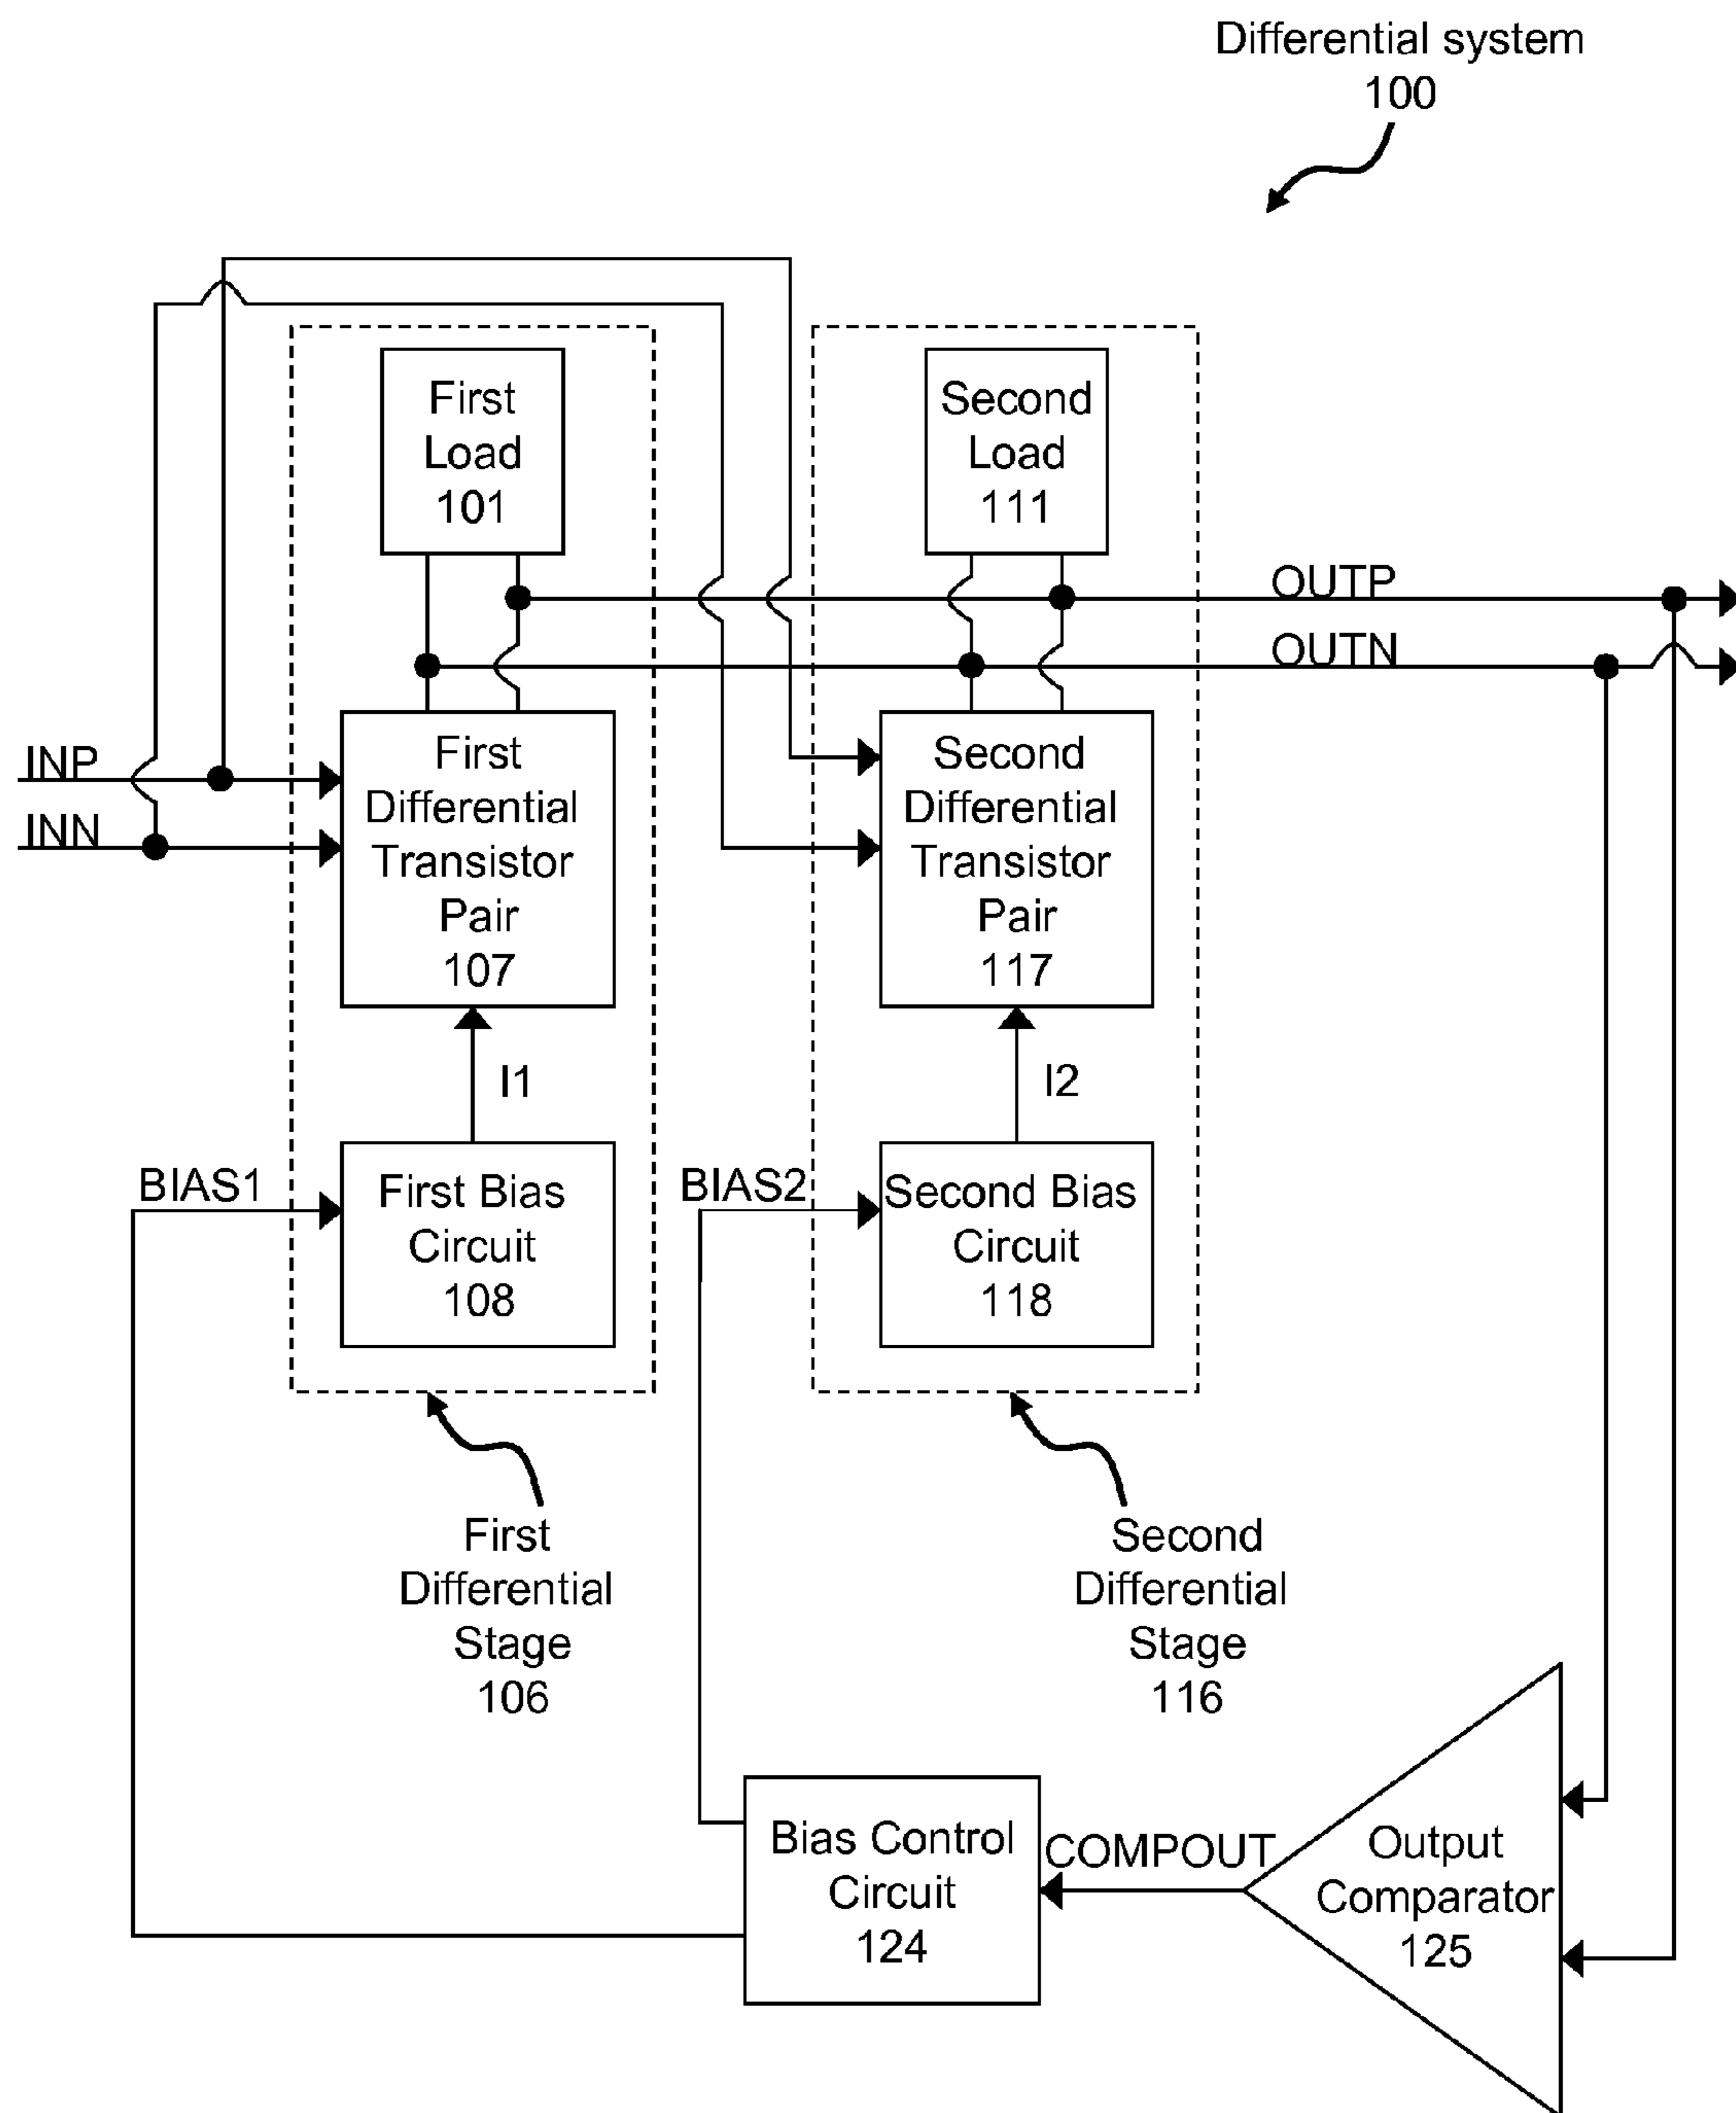 Differential system
100
First
Load
101
Second
Load
111
OUTP
OUTN
INP
INN
First
Differential
Transistor
Pair
107
Second
Differential
Transistor
Pair
117
I1
I2
BIAS1
First Bias
Circuit
108
BIAS2
Second Bias
Circuit
118
First
Differential
Stage
106
Second
Differential
Stage
116
Bias Control
Circuit
124
COMPOUT
Output
Comparator
125